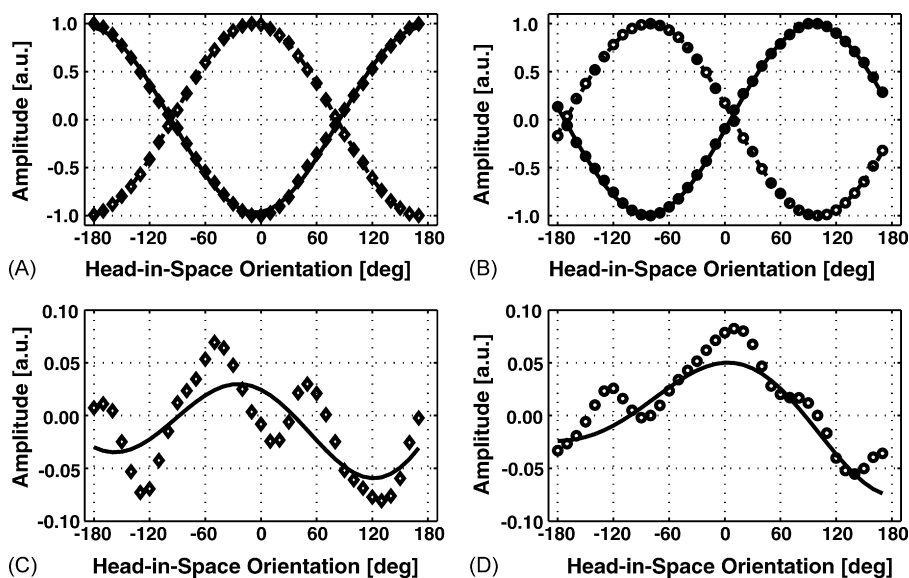 1.0
0.5
0.0
-0.5
-1.0
Amplitude [a.u.]
-180 -120 -60 0 60 120 180
(A) Head-in-Space Orientation [deg]
1.0
0.5
0.0
-0.5
-1.0
Amplitude [a.u.]
-180 -120 -60 0 60 120 180
(B) Head-in-Space Orientation [deg]
0.10
0.05
0.00
-0.05
-0.10
Amplitude [a.u.]
-180 -120 -60 0 60 120 180
(C) Head-in-Space Orientation [deg]
0.10
0.05
0.00
-0.05
-0.10
Amplitude [a.u.]
-180 -120 -60 0 60 120 180
(D) Head-in-Space Orientation [deg]